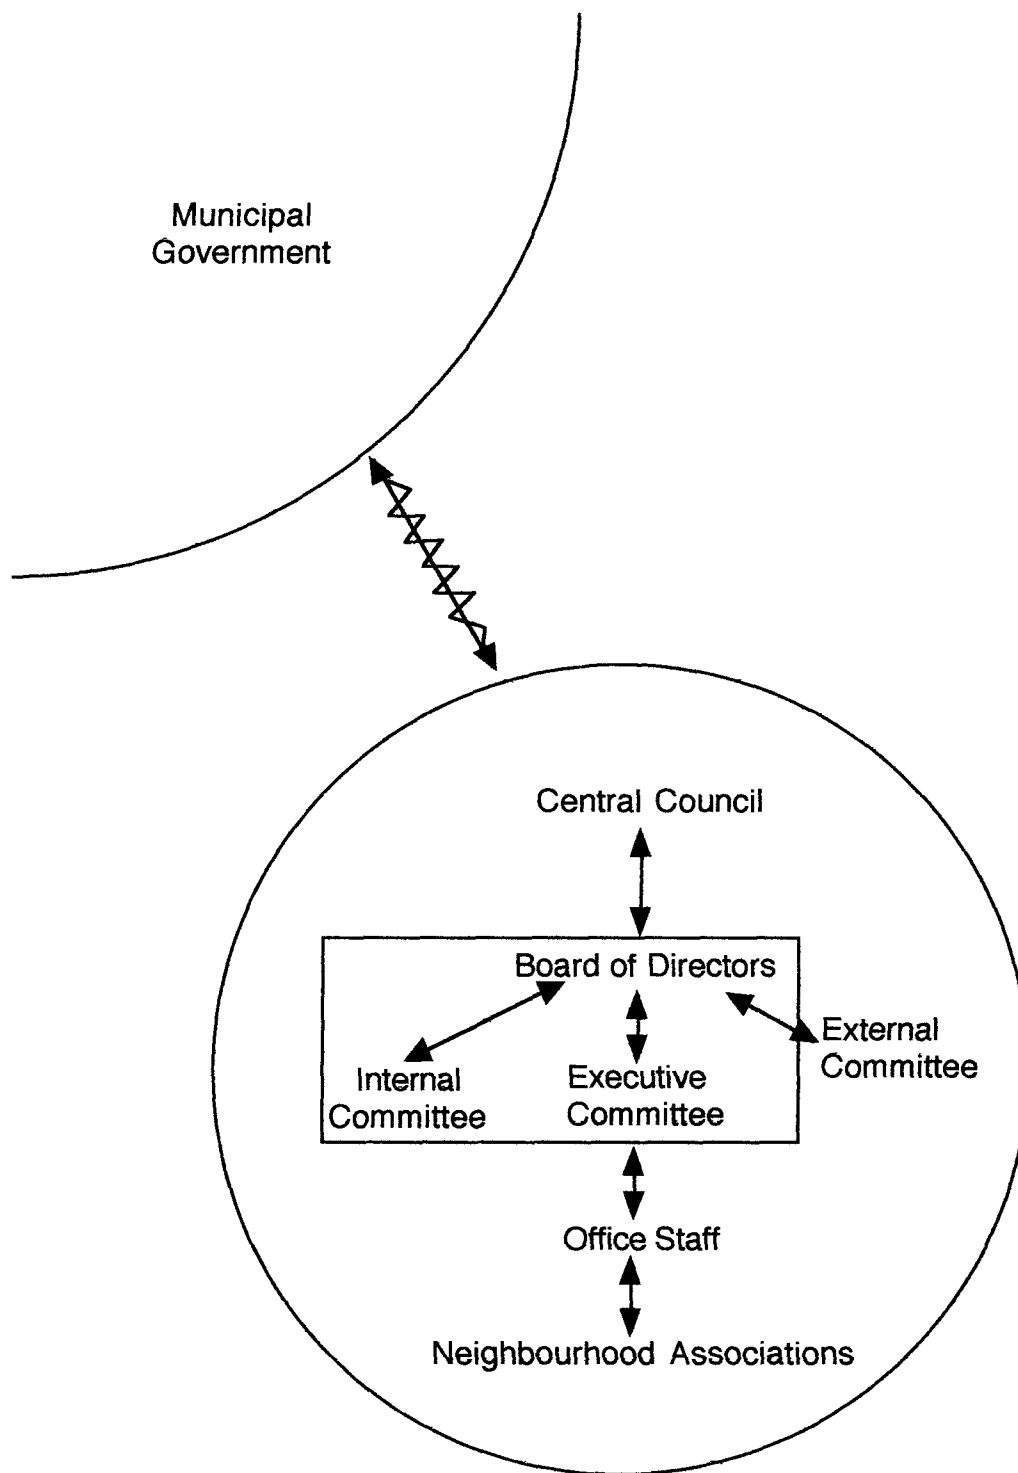 Municipal
Government
Central Council
Board of Directors
Internal
Committee
Executive
Committee
External
Committee
Office Staff
Neighbourhood Associations